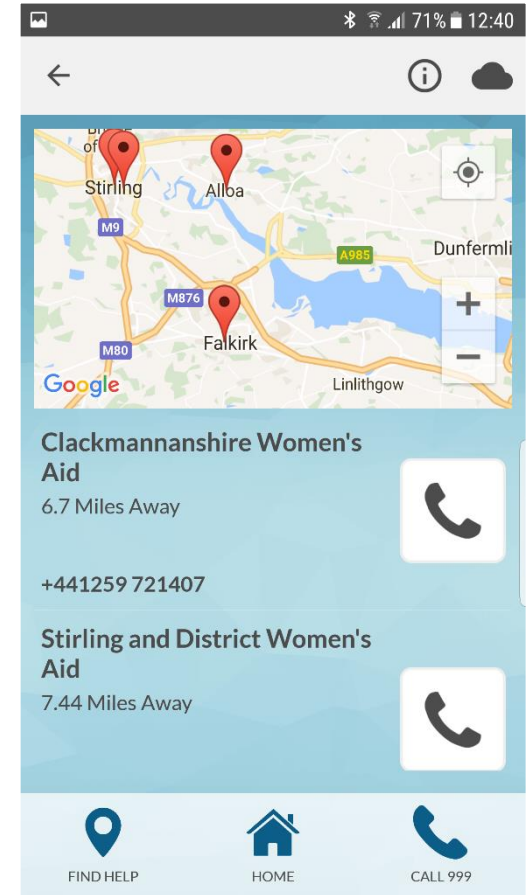 71% 12:40
of
Stirling
Alloa
M9
A985
Dunfermli
M876
Falkirk
M80
Google
Linlithgow
Clackmannanshire Women's
Aid
6.7 Miles Away
+441259 721407
Stirling and District Women's
Aid
7.44 Miles Away
FIND HELP
HOME
CALL 999